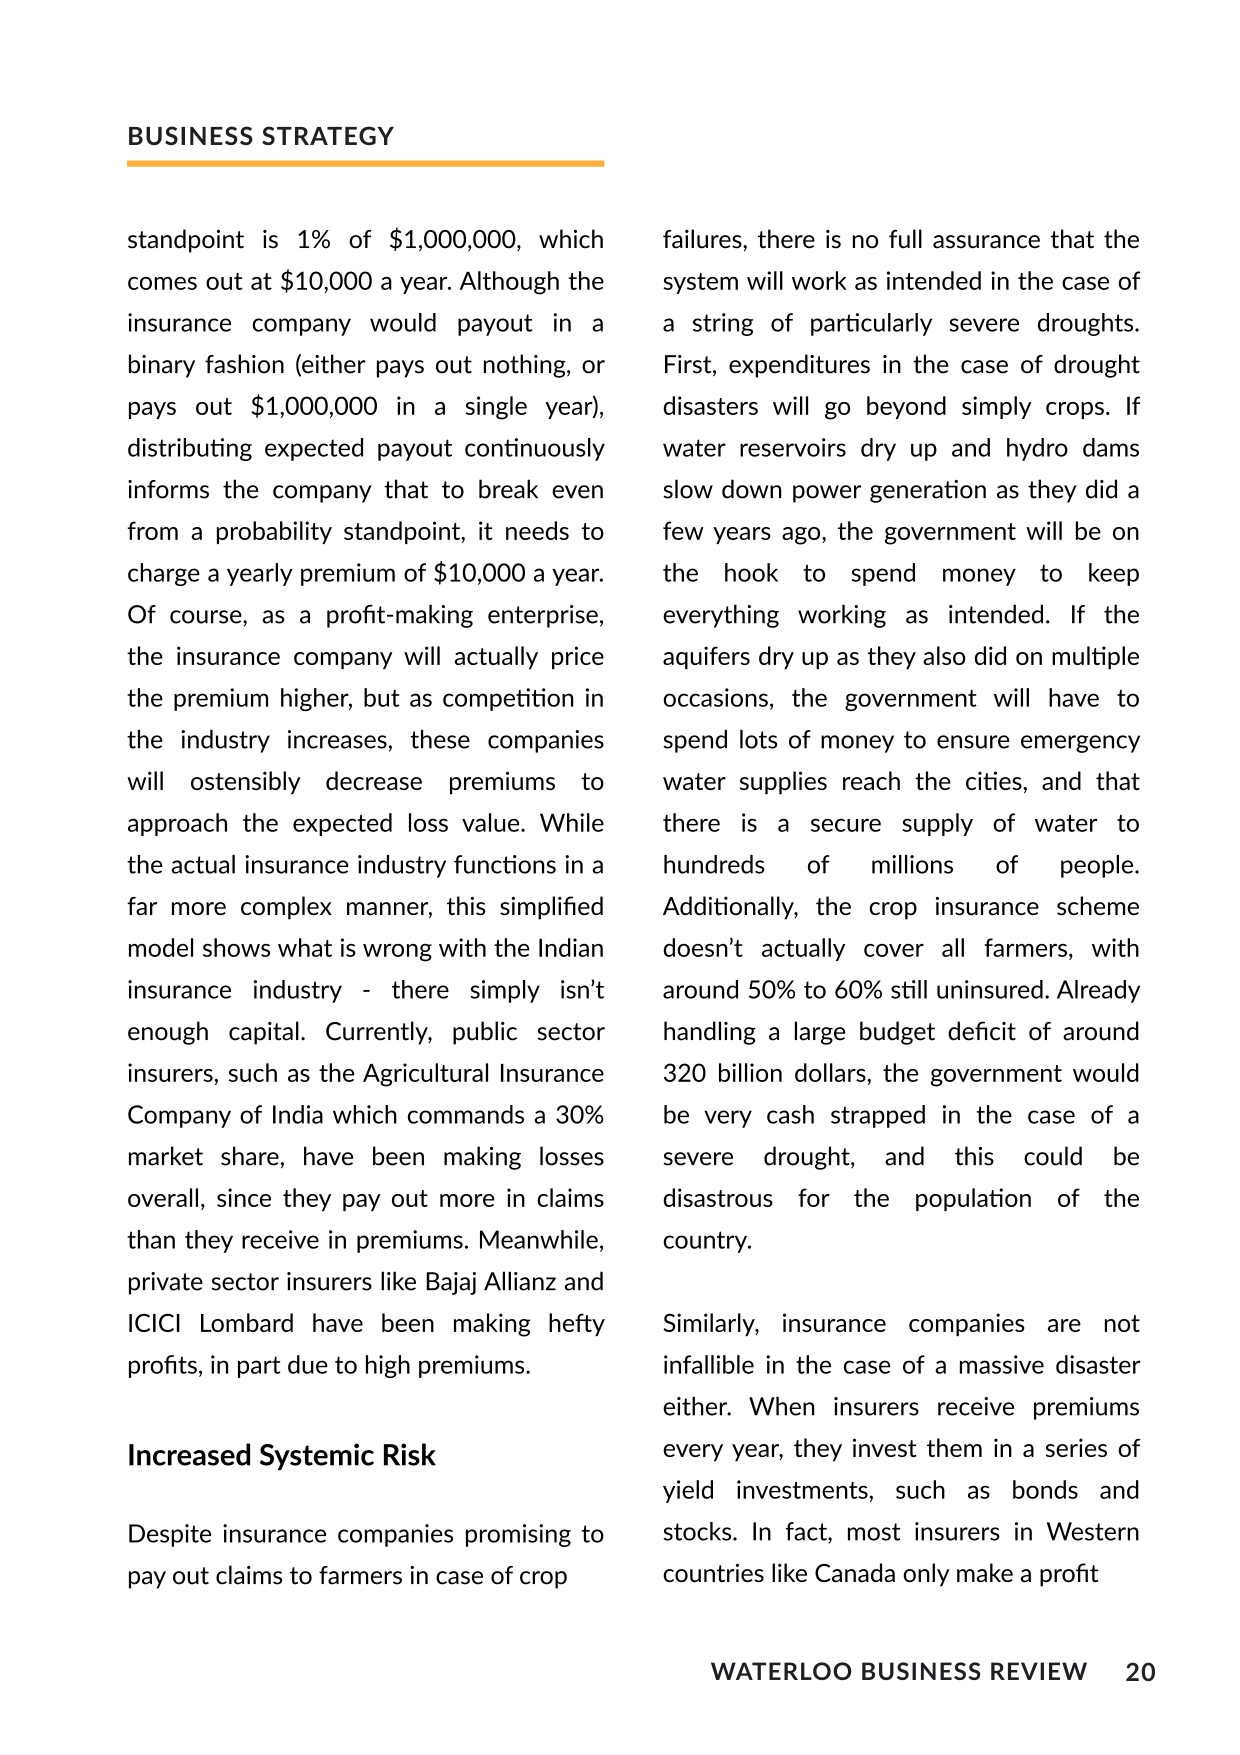 BUSINESS STRATEGY
standpoint is 1% of $1,000,000, which
comes out at $10,000 a year. Although the
insurance company would payout in a
binary fashion (either pays out nothing, or
pays out $1,000,000 in a single year),
distributing expected payout continuously
informs the company that to break even
from a probability standpoint, it needs to
charge a yearly premium of $10,000 a year.
Of course, as a profit-making enterprise,
the insurance company will actually price
the premium higher, but as competition in
the industry increases, these companies
will ostensibly decrease premiums to
approach the expected loss value. While
the actual insurance industry functions in a
far more complex manner, this simplified
model shows what is wrong with the Indian
insurance industry - there simply isn’t
enough capital. Currently, public sector
insurers, such as the Agricultural Insurance
Company of India which commands a 30%
market share, have been making losses
overall, since they pay out more in claims
than they receive in premiums. Meanwhile,
private sector insurers like Bajaj Allianz and
ICICI Lombard have been making hefty
profits, in part due to high premiums.
Increased Systemic Risk
Despite insurance companies promising to
pay out claims to farmers in case of crop
failures, there is no full assurance that the
system will work as intended in the case of
a string of particularly severe droughts.
First, expenditures in the case of drought
disasters will go beyond simply crops. If
water reservoirs dry up and hydro dams
slow down power generation as they did a
few years ago, the government will be on
the hook to spend money to keep
everything working as intended. If the
aquifers dry up as they also did on multiple
occasions, the government will have to
spend lots of money to ensure emergency
water supplies reach the cities, and that
there is a secure supply of water to
hundreds of millions of people.
Additionally, the crop insurance scheme
doesn’t actually cover all farmers, with
around 50% to 60% still uninsured. Already
handling a large budget deficit of around
320 billion dollars, the government would
be very cash strapped in the case of a
severe drought, and this could be
disastrous for the population of the
country.
Similarly, insurance companies are not
infallible in the case of a massive disaster
either. When insurers receive premiums
every year, they invest them in a series of
yield investments, such as bonds and
stocks. In fact, most insurers in Western
countries like Canada only make a profit
WATERLOO BUSINESS REVIEW 20